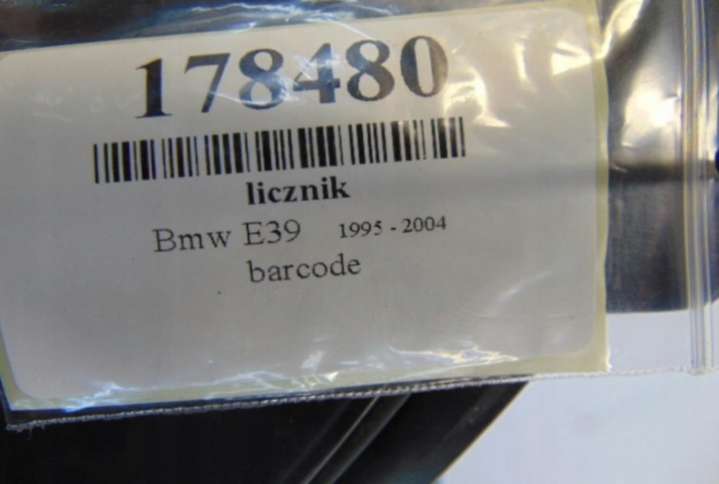 178480
licznik
Bmw E39 1995 - 2004
barcode